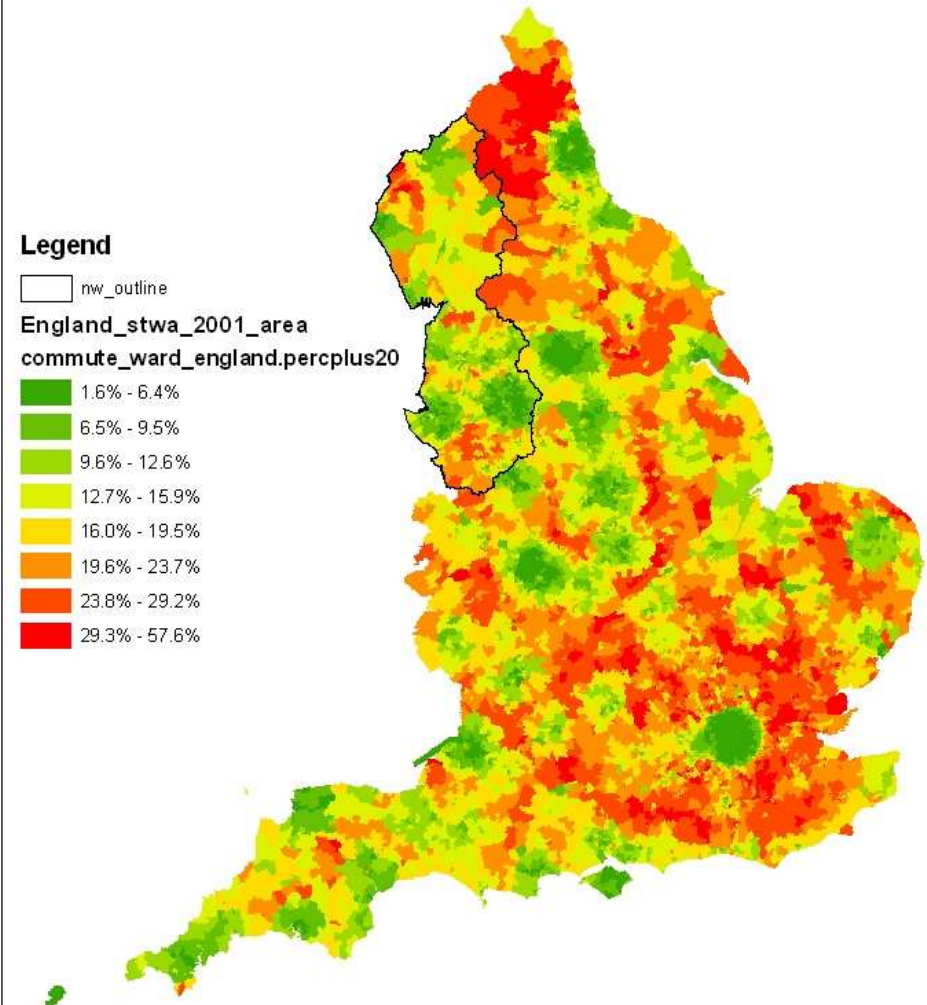 Legend
nw_outline
England_stwa_2001_area
commute_ward_england.percplus20
1.6% - 6.4%
6.5% - 9.5%
9.6% - 12.6%
12.7% - 15.9%
16.0% - 19.5%
19.6% - 23.7%
23.8% - 29.2%
29.3% - 57.6%